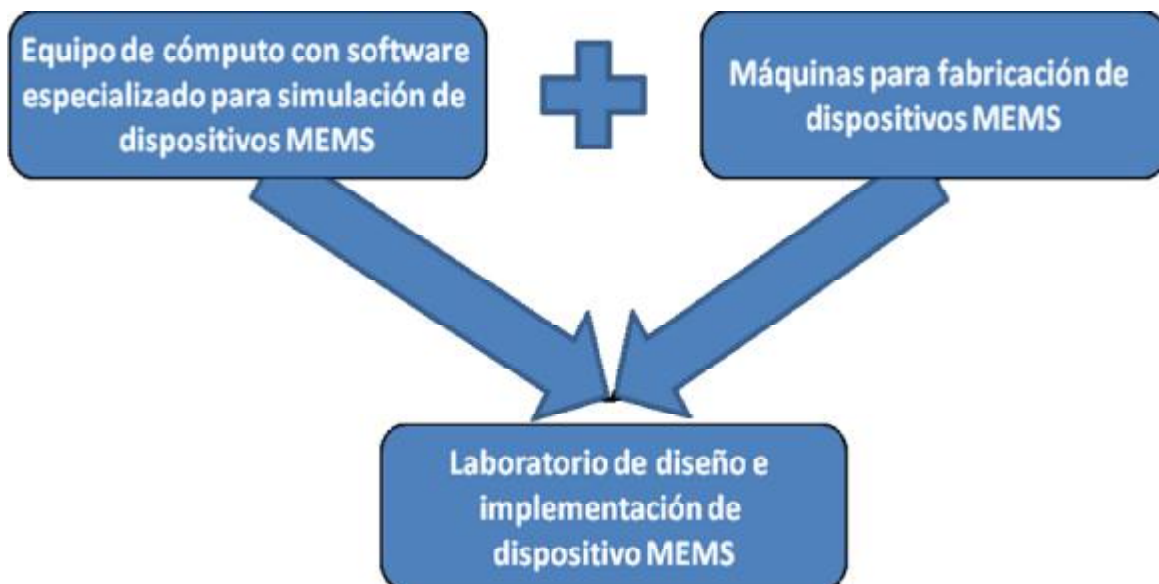 Equipo de cómputo con software
especializado para simulación de
dispositivos MEMS
Máquinas para fabricación de
dispositivos MEMS
Laboratorio de diseño e
implementación de
dispositivo MEMS